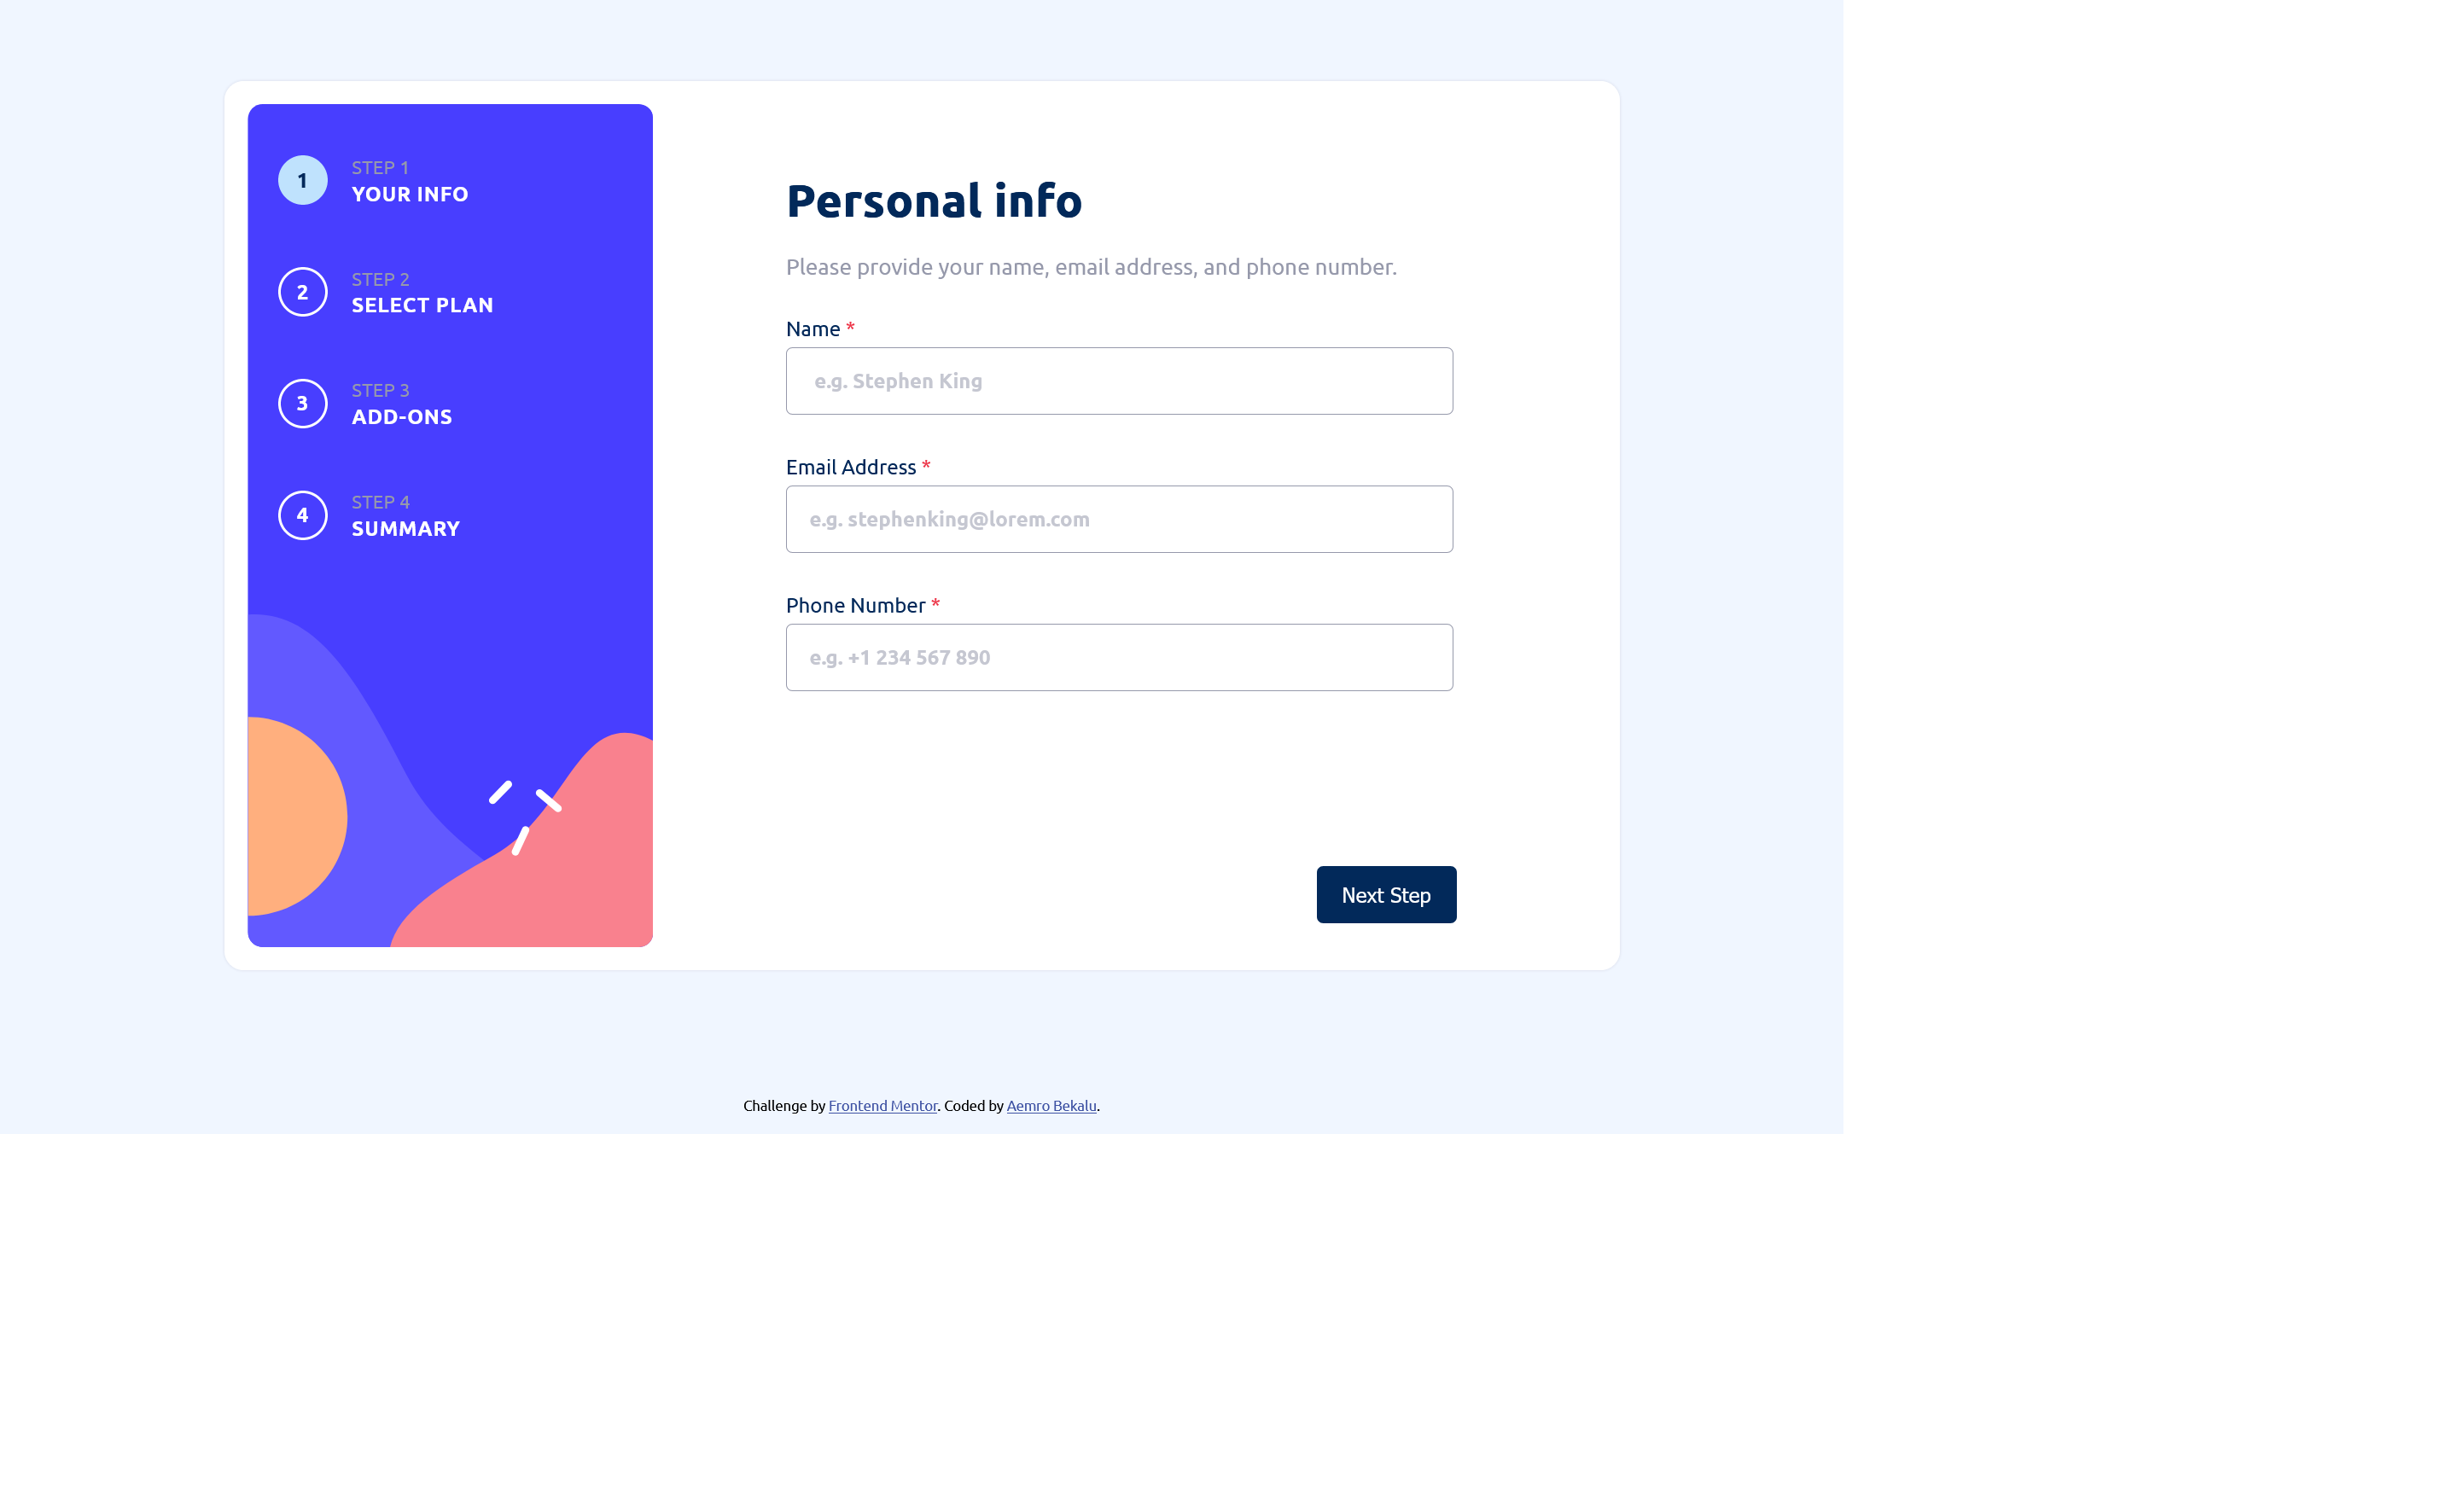 1
STEP 1
YOUR INFO
2
STEP 2
SELECT PLAN
3
STEP 3
ADD-ONS
4
STEP 4
SUMMARY
Personal info
Please provide your name, email address, and phone number.
Name *
e.g. Stephen King
Email Address *
e.g. stephenking@lorem.com
Phone Number *
e.g. +1 234 567 890
Next Step
Challenge by Frontend Mentor. Coded by Aemro Bekalu.